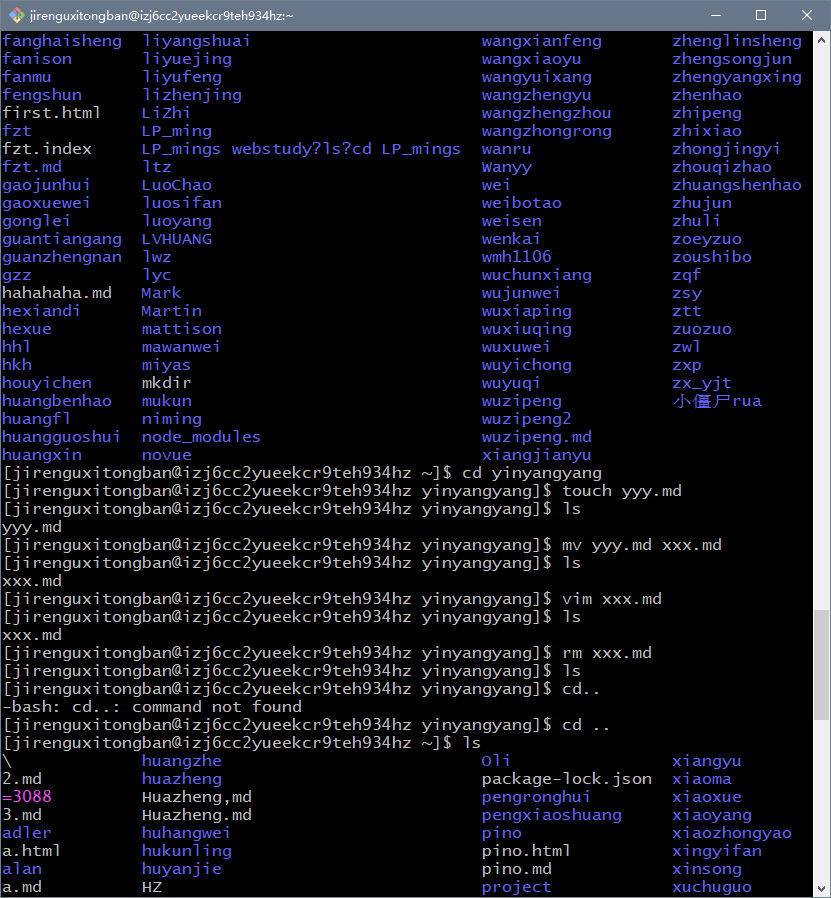 jirenguxitongban@izj6cc2yueekcr9teh934hz:~
fanghaisheng liyangshuai wangxianfeng zhenglinsheng
fanison liyuejing wangxiaoyu zhengsongjun
fanmu liyufeng wangyuixang zhengyangxing
fengshun lizhenjing wangzhengyu zhenhao
first.html LiZhi wangzhengzhou zhipeng
fzt LP_ming wangzhongrong zhixiao
fzt.index LP_mings webstudy?ls?cd LP_mings wanru zhongjingyi
fzt.md ltz Wanyy zhouqizhao
gaojunhui LuoChao wei zhuangshenhao
gaoxuewei luosifan weibotao zhujun
gonglei luoyang weisen zhuli
guantiangang LVHUANG wenkai zoeyzuo
guanzhengnan lwz wmh1106 zoushibo
gzz lyc wuchunxiang zqf
hahahaha.md Mark wujunwei zsy
hexiandi Martin wuxiaping ztt
hexue mattison wuxiuqing zuozuo
hhl mawanwei wuxuwei zwl
hkh miyas wuyichong zxp
houyichen mkdir wuyuqi zx_yjt
huangbenhao mukun wuzipeng 小僵尸rua
huangfl niming wuzipeng2
huangguoshui node_modules wuzipeng.md
huangxin novue xiangjianyu
[jirenguxitongban@izj6cc2yueekcr9teh934hz ~]$ cd yinyangyang
[jirenguxitongban@izj6cc2yueekcr9teh934hz yinyangyang]$ touch yyy.md
[jirenguxitongban@izj6cc2yueekcr9teh934hz yinyangyang]$ ls
yyy.md
[jirenguxitongban@izj6cc2yueekcr9teh934hz yinyangyang]$ mv yyy.md xxx.md
[jirenguxitongban@izj6cc2yueekcr9teh934hz yinyangyang]$ ls
xxx.md
[jirenguxitongban@izj6cc2yueekcr9teh934hz yinyangyang]$ vim xxx.md
[jirenguxitongban@izj6cc2yueekcr9teh934hz yinyangyang]$ ls
xxx.md
[jirenguxitongban@izj6cc2yueekcr9teh934hz yinyangyang]$ rm xxx.md
[jirenguxitongban@izj6cc2yueekcr9teh934hz yinyangyang]$ ls
[jirenguxitongban@izj6cc2yueekcr9teh934hz yinyangyang]$ cd..
-bash: cd..: command not found
[jirenguxitongban@izj6cc2yueekcr9teh934hz yinyangyang]$ cd ..
[jirenguxitongban@izj6cc2yueekcr9teh934hz ~]$ ls
\ huangzhe Oli xiangyu
2.md huazheng package-lock.json xiaoma
=3088 Huazheng,md pengronghui xiaoxue
3.md Huazheng.md pengxiaoshuang xiaoyang
adler huhangwei pino xiaozhongyao
a.html hukunling pino.html xingyifan
alan huyanjie pino.md xinsong
a.md HZ project xuchuguo